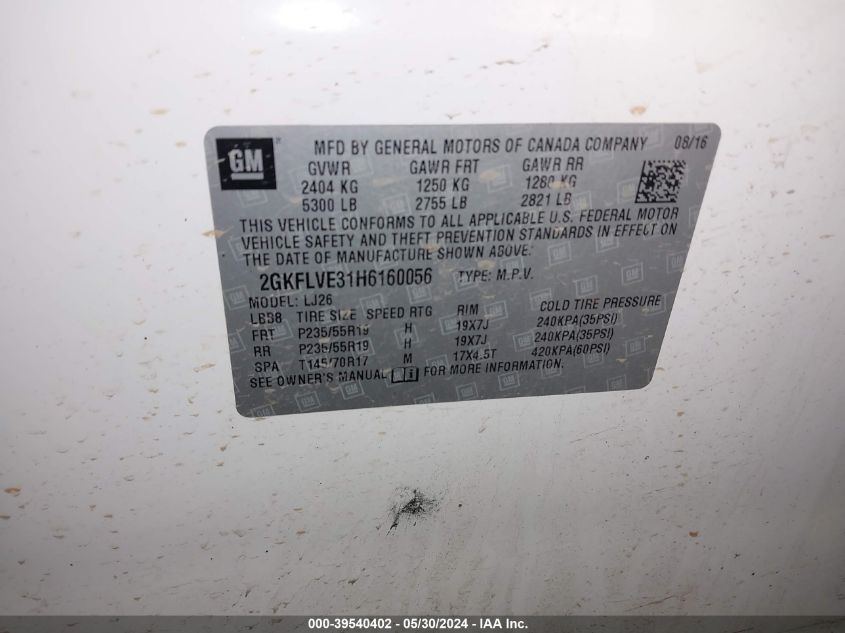 GM
MFD BY GENERAL MOTORS OF CANADA COMPANY 08/16
GVWR GAWR FRT GAWR RR
2404 KG 1250 KG 1280 KG
5300 LB 2755 LB 2821 LB
THIS VEHICLE CONFORMS TO ALL APPLICABLE U.S. FEDERAL MOTOR
VEHICLE SAFETY AND THEFT PREVENTION STANDARDS IN EFFECT ON
THE DATE OF MANUFACTURE SHOWN ABOVE.
2GKFLVE31H6160056 TYPE: M.P.V.
MODEL: LJ26
LBB8 TIRE SIZE SPEED RTG RIM COLD TIRE PRESSURE
FRT P235/55R19 H 19X7J 240KPA(35PSI)
RR P235/55R19 H 19X7J 240KPA(35PSI)
SPA T145/70R17 M 17X4.5T 420KPA(60PSI)
SEE OWNER'S MANUAL i FOR MORE INFORMATION.
000-39540402 - 05/30/2024 - IAA Inc.